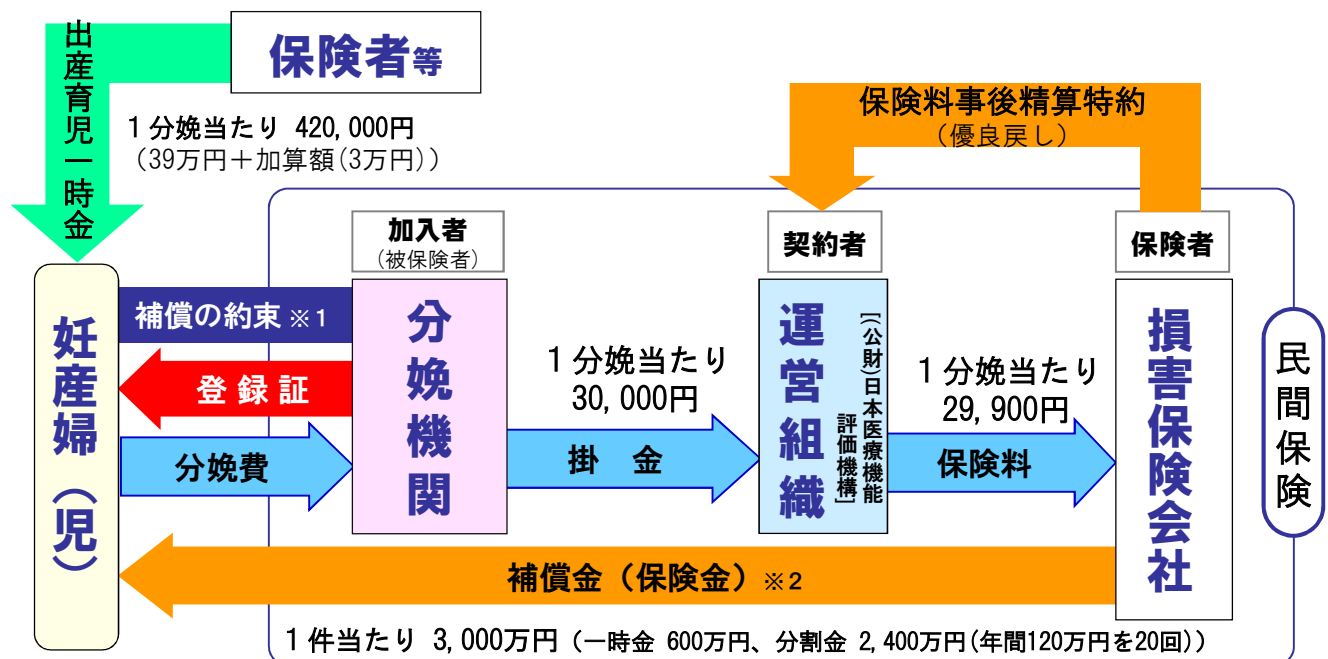 保険者等
出産育児一時金
1分娩当たり 420,000円
(39万円+加算額(3万円))
保険料事後精算特約
(優良戻し)
加入者
(被保険者)
契約者
保険者
妊産婦(児)
補償の約束 ※1
登録証
分娩費
分娩機関
1分娩当たり
30,000円
掛 金
運営組織
[(公財)日本医療機能
評価機構]
1分娩当たり
29,900円
保険料
損害保険会社
民間保険
補償金(保険金)※2
1件当たり 3,000万円(一時金 600万円、分割金 2,400万円(年間120万円を20回))